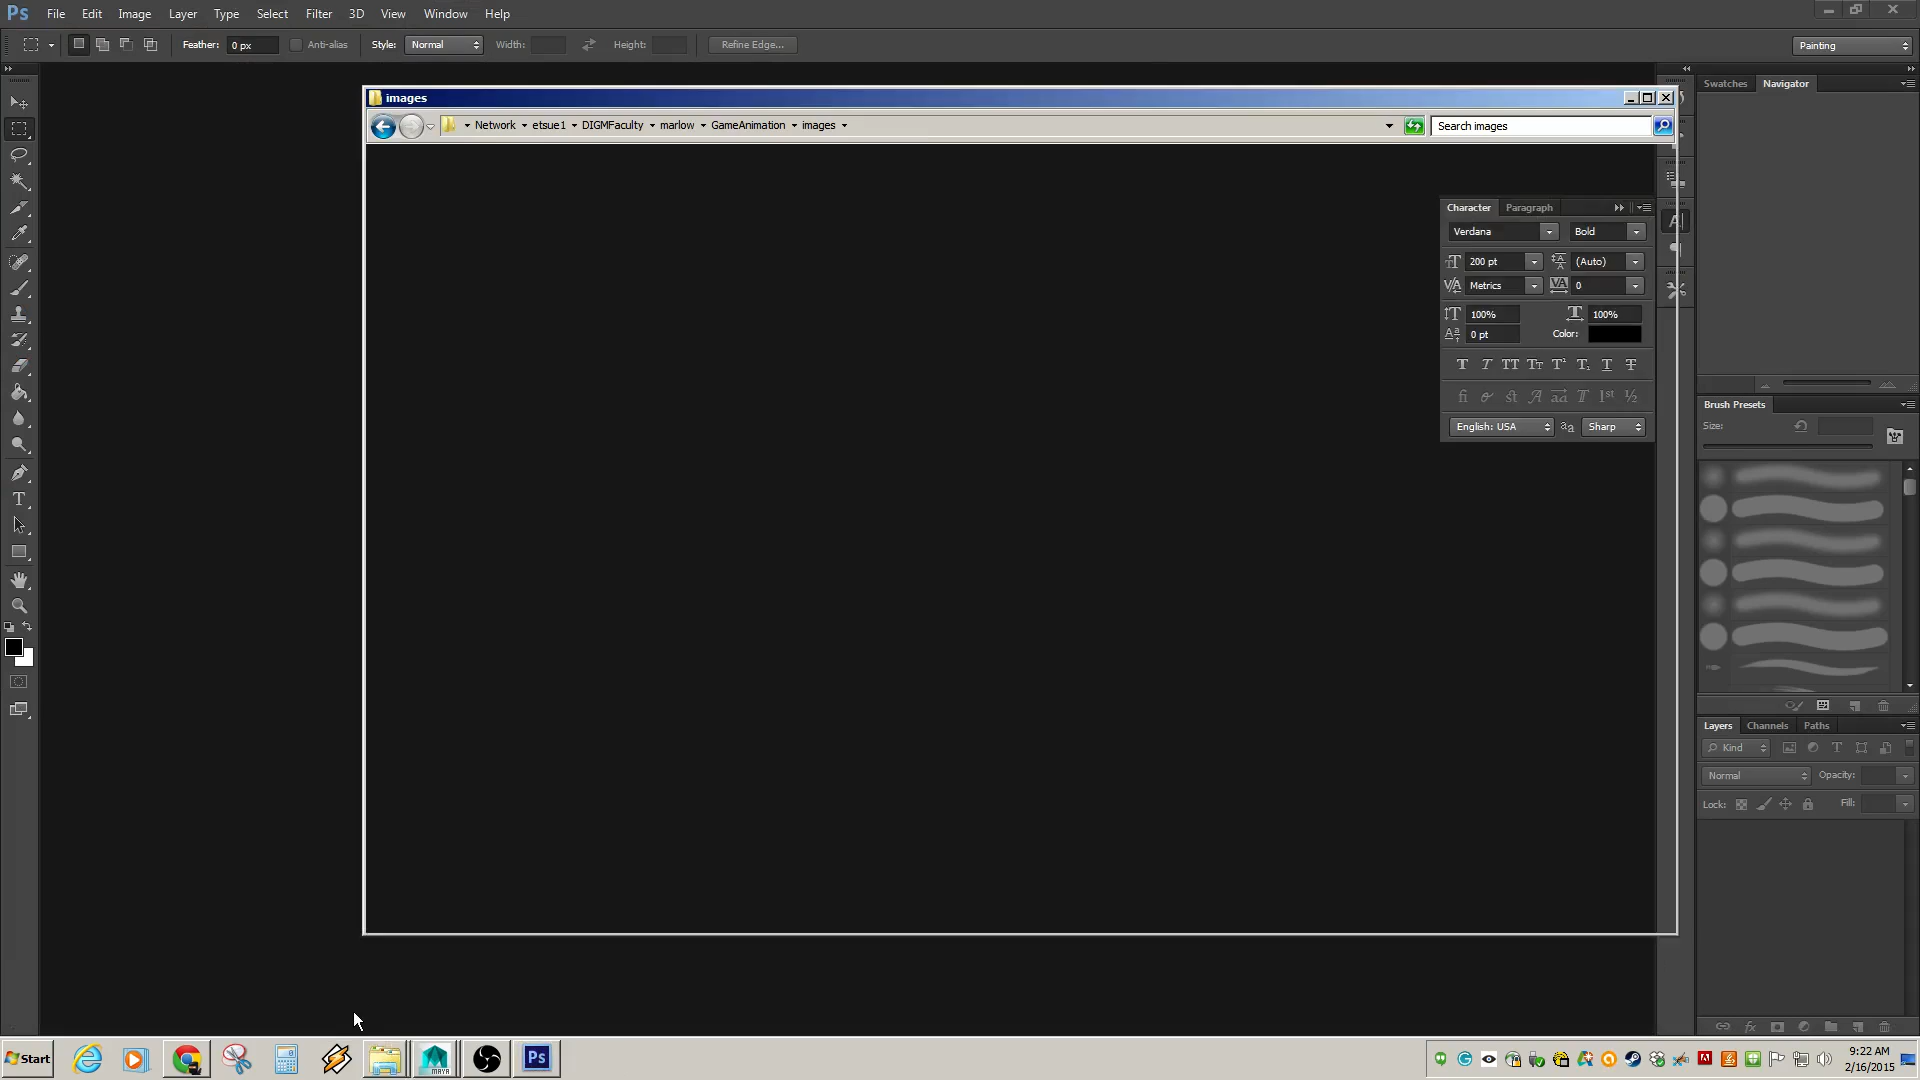 Ps File Edit Image Layer Type Select Filter 3D View Window Help
Feather: 0 px Anti-alias Style: Normal Width: Height: Refine Edge... Painting
Swatches Navigator
images
Network etsue1 DIGMFaculty marlow GameAnimation images Search images
Character Paragraph
Verdana Bold
200 pt (Auto)
Metrics 0
100% 100%
0 pt Color:
English: USA Sharp
Brush Presets
Size:
Layers Channels Paths
Kind
Normal Opacity:
Lock: Fill:
Start MAYA Ps
9:22 AM
2/16/2015